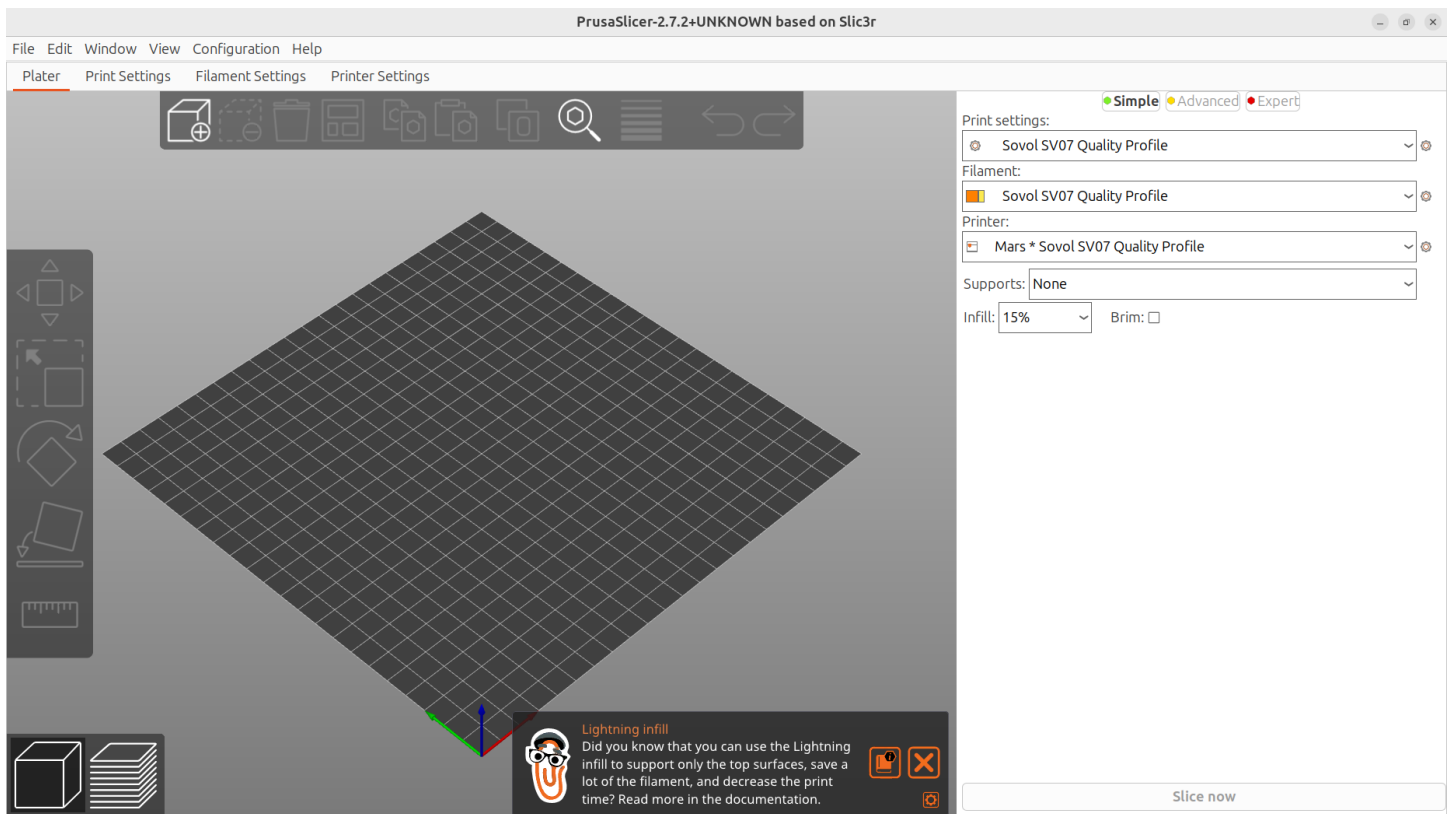 PrusaSlicer-2.7.2+UNKNOWN based on Slic3r
File Edit Window View Configuration Help
Plater Print Settings Filament Settings Printer Settings
Simple Advanced Expert
Print settings:
Sovol SV07 Quality Profile
Filament:
Sovol SV07 Quality Profile
Printer:
Mars * Sovol SV07 Quality Profile
Supports: None
Infill: 15% Brim:
Lightning infill
Did you know that you can use the Lightning
infill to support only the top surfaces, save a
lot of the filament, and decrease the print
time? Read more in the documentation.
Slice now